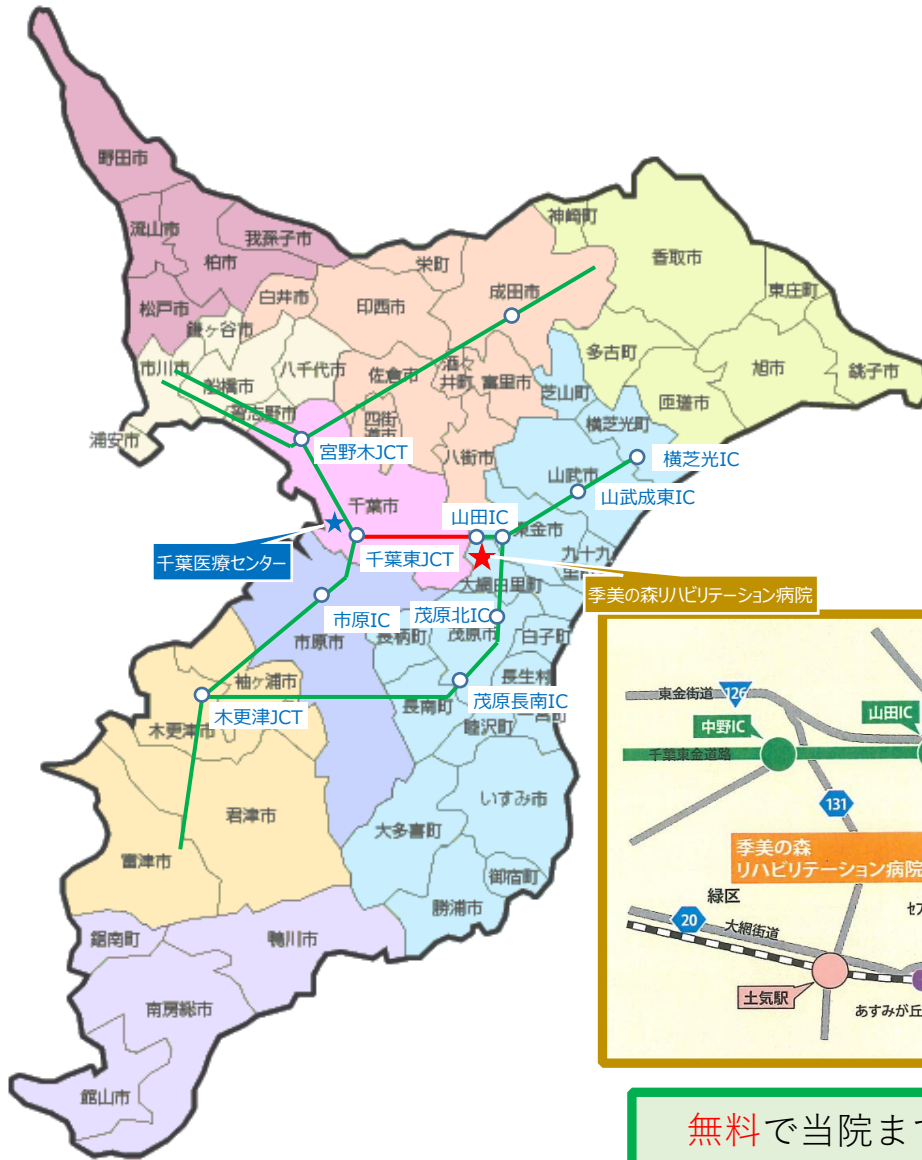 野田市
流山市
柏市
我孫子市
松戸市
鎌ヶ谷市
白井市
印西市
栄町
成田市
神崎町
香取市
東庄町
多古町
旭市
銚子市
匝瑳市
市川市
船橋市
八千代市
習志野市
浦安市
佐倉市
酒々
井町
富里市
四街
道市
八街市
芝山町
横芝光町
山武市
宮野木JCT
横芝光IC
山武成東IC
千葉市
山田IC
東金市
千葉医療センター
千葉東JCT
九十九
里町
大網白里町
季美の森リハビリテーション病院
市原IC
茂原北IC
市原市
長柄町
茂原市
白子町
長生村
袖ヶ浦市
長南町
茂原長南IC
一宮町
睦沢町
木更津JCT
木更津市
いすみ市
君津市
大多喜町
富津市
御宿町
勝浦市
鋸南町
鴨川市
南房総市
館山市
東金街道 126
中野IC
山田IC
千葉東金道路
131
季美の森
リハビリテーション病院
緑区
20
大網街道
土気駅
あすみが丘
無料で当院まで